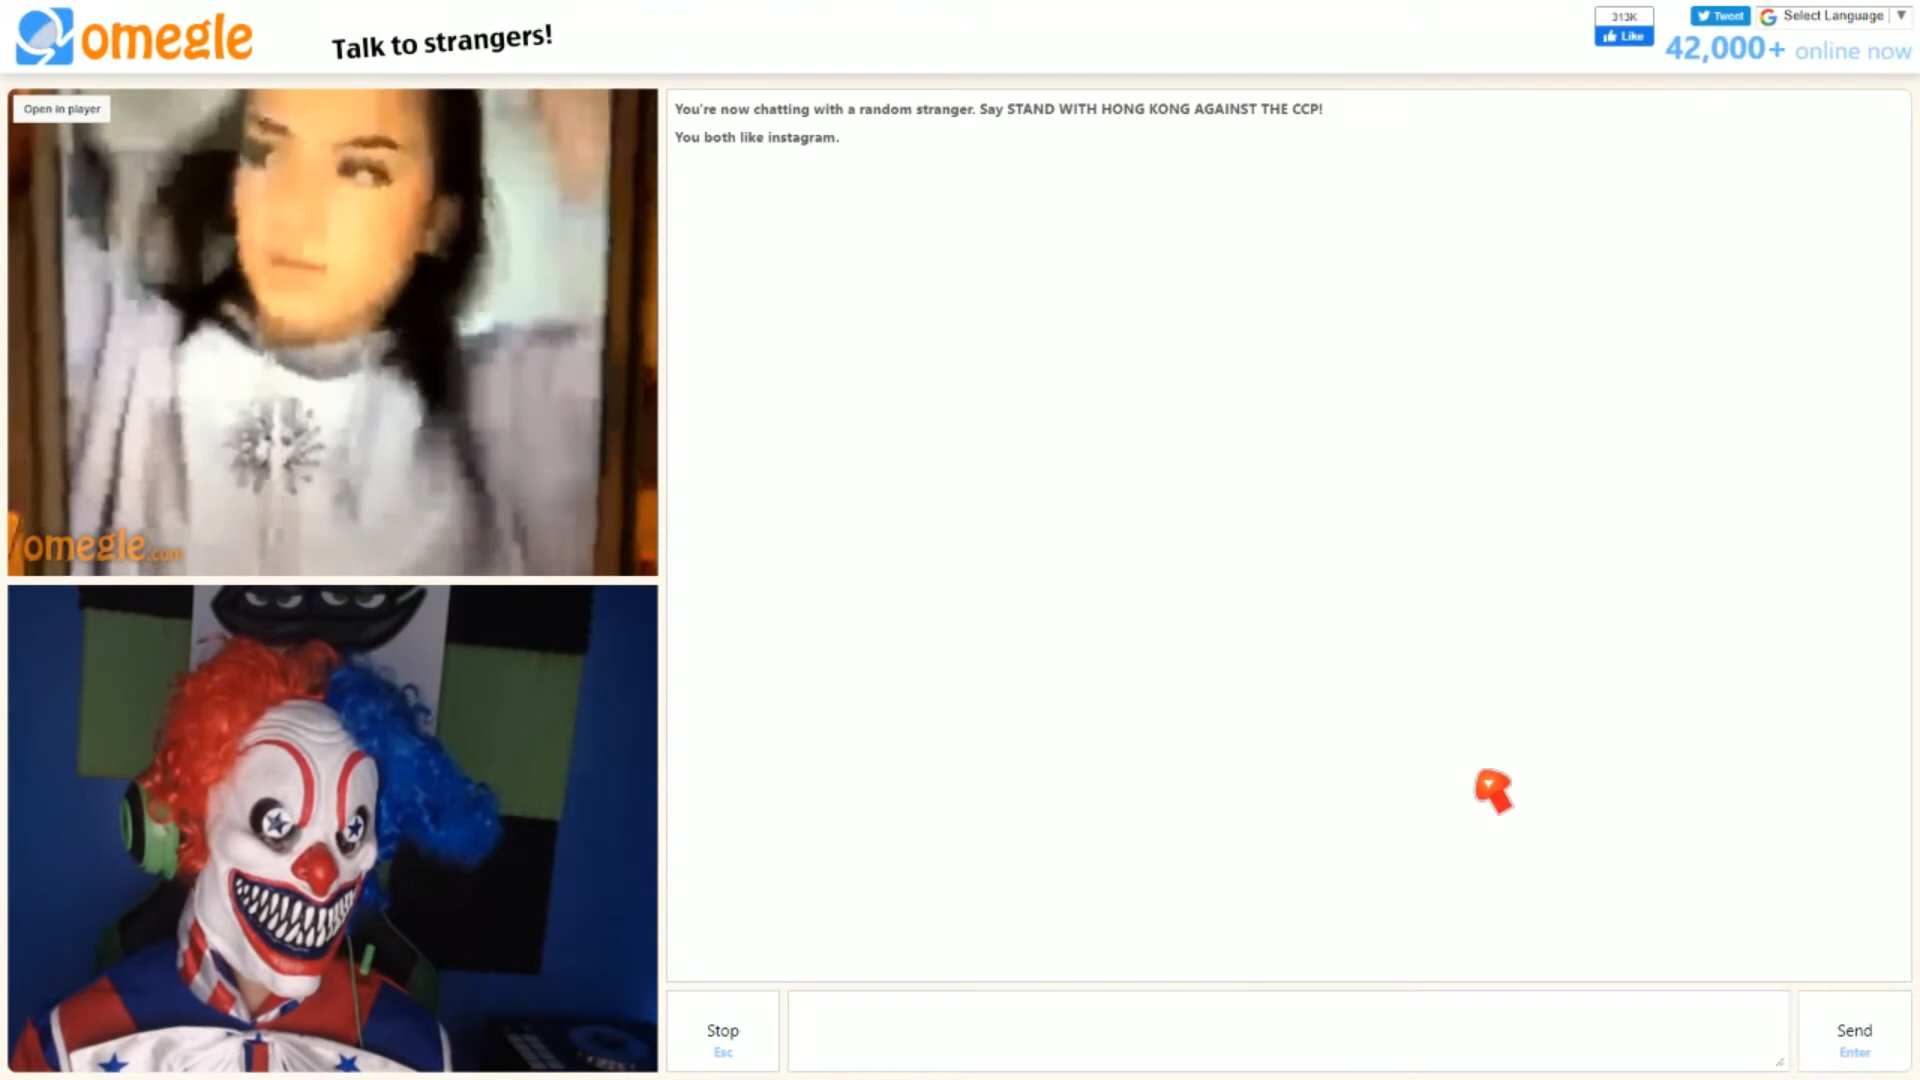 omegle
Talk to strangers!
313K
Like
Tweet
Select Language
42,000+ online now
Open in player
You're now chatting with a random stranger. Say STAND WITH HONG KONG AGAINST THE CCP!
You both like instagram.
omegle.com
Stop
Esc
Send
Enter